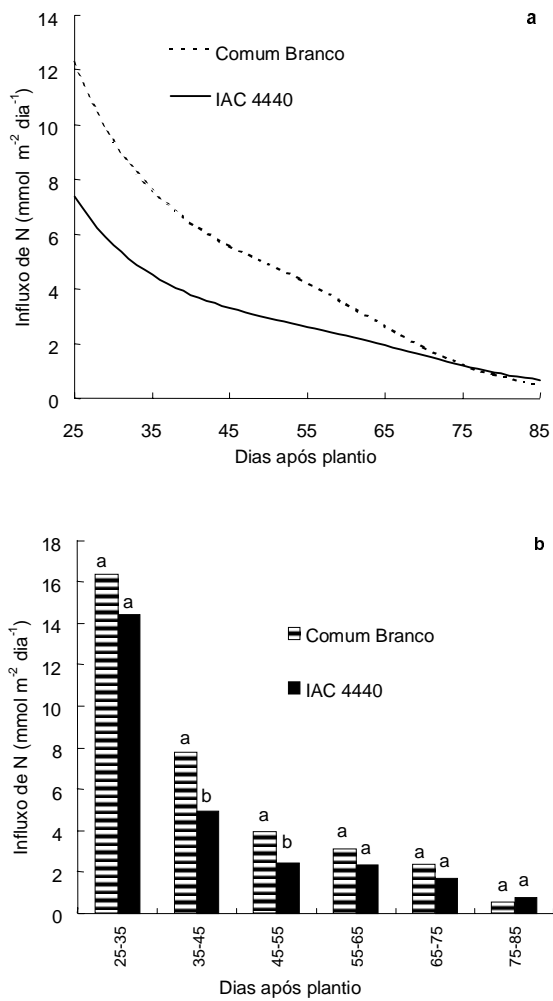 a
14
12
10
8
6
4
2
0
Influxo de N (mmol m-2 dia-1)
Comum Branco
IAC 4440
25 35 45 55 65 75 85
Dias após plantio
b
18
16
14
12
10
8
6
4
2
0
Influxo de N (mmol m-2 dia-1)
Comum Branco
IAC 4440
a a
a b
a b
a a
a a
a a
25-35 35-45 45-55 55-65 65-75 75-85
Dias após plantio